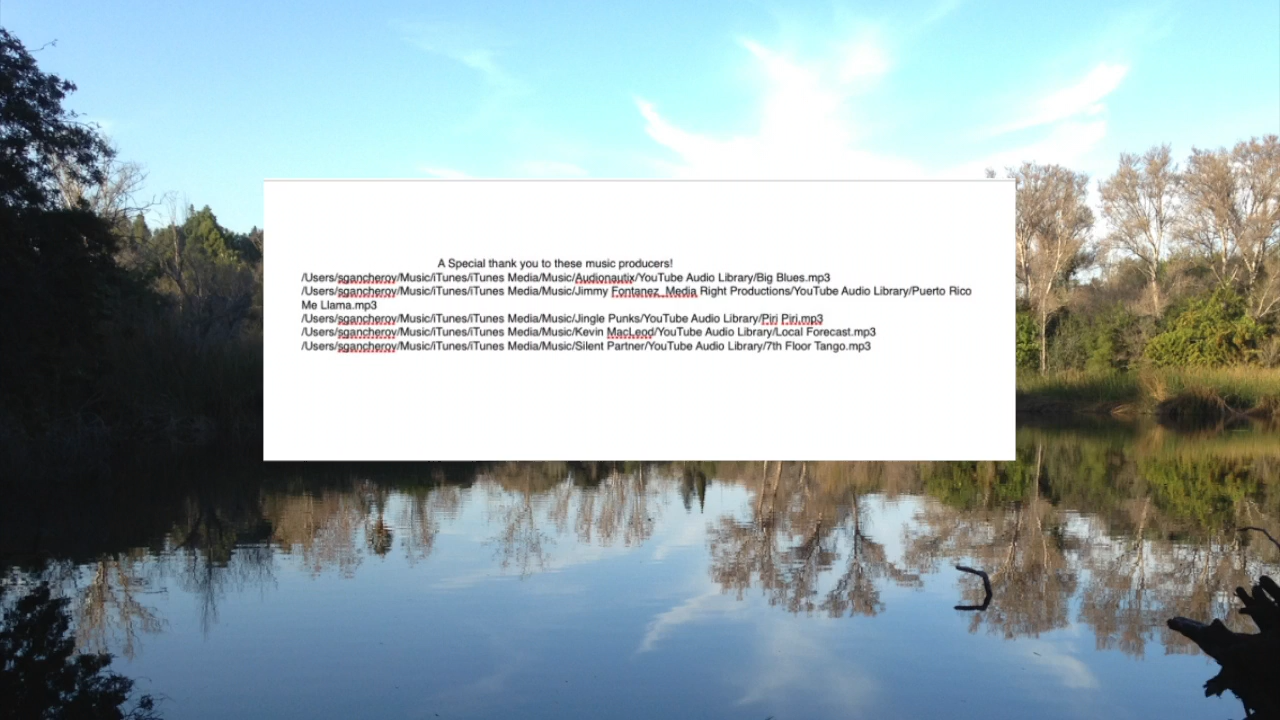 A Special thank you to these music producers!
/Users/sgancheroy/Music/iTunes/iTunes Media/Music/Audionautix/YouTube Audio Library/Big Blues.mp3
/Users/sgancheroy/Music/iTunes/iTunes Media/Music/Jimmy Fontanez_Media Right Productions/YouTube Audio Library/Puerto Rico
Me Llama.mp3
/Users/sgancheroy/Music/iTunes/iTunes Media/Music/Jingle Punks/YouTube Audio Library/Piri Piri.mp3
/Users/sgancheroy/Music/iTunes/iTunes Media/Music/Kevin MacLeod/YouTube Audio Library/Local Forecast.mp3
/Users/sgancheroy/Music/iTunes/iTunes Media/Music/Silent Partner/YouTube Audio Library/7th Floor Tango.mp3